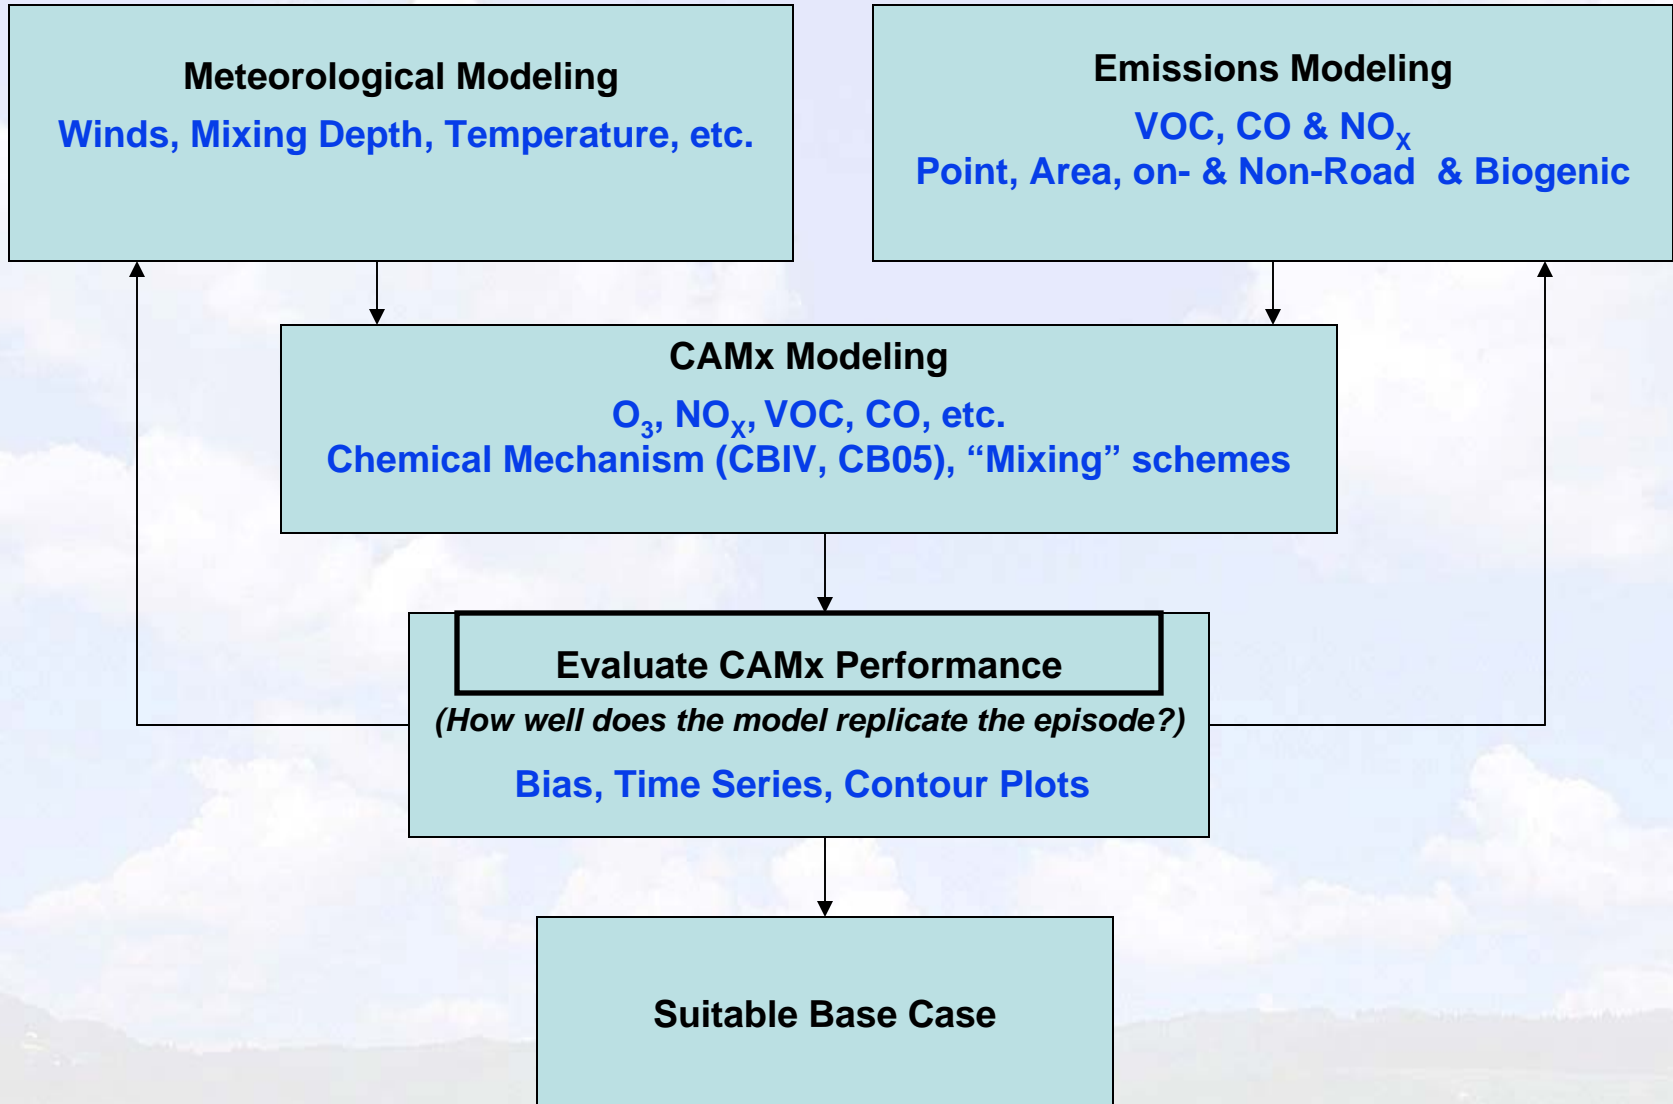 Meteorological Modeling
Winds, Mixing Depth, Temperature, etc.
Emissions Modeling
VOC, CO & NOX
Point, Area, on- & Non-Road & Biogenic
CAMx Modeling
O3, NOX, VOC, CO, etc.
Chemical Mechanism (CBIV, CB05), “Mixing” schemes
Evaluate CAMx Performance
(How well does the model replicate the episode?)
Bias, Time Series, Contour Plots
Suitable Base Case